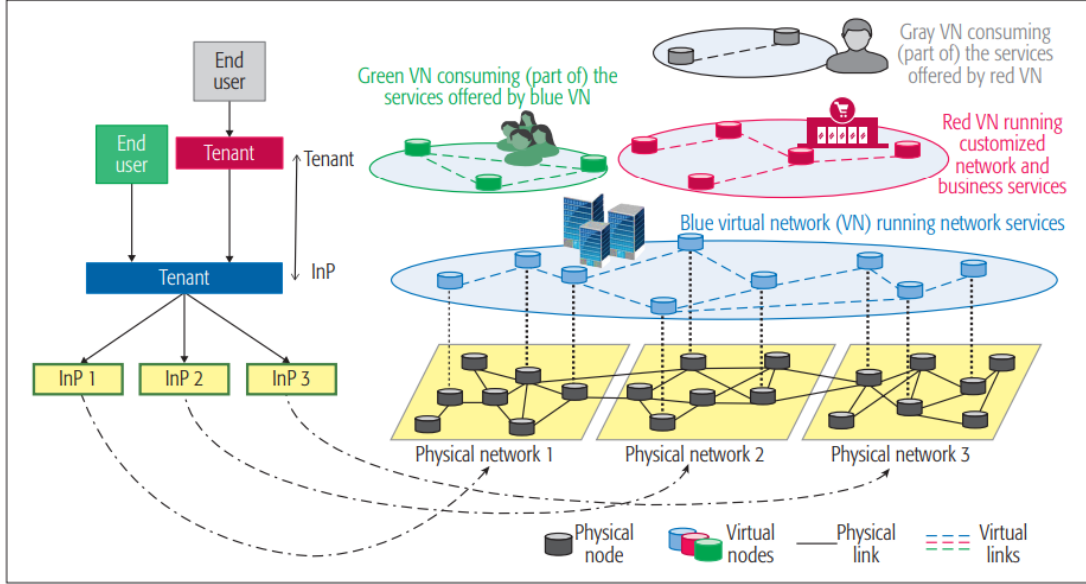 End
user
End
user
Tenant
Tenant
InP
Tenant
InP 1
InP 2
InP 3
Green VN consuming (part of) the
services offered by blue VN
Gray VN consuming
(part of) the services
offered by red VN
Red VN running
customized
network and
business services
Blue virtual network (VN) running network services
Physical network 1
Physical network 2
Physical network 3
Physical
node
Virtual
nodes
Physical
link
Virtual
links